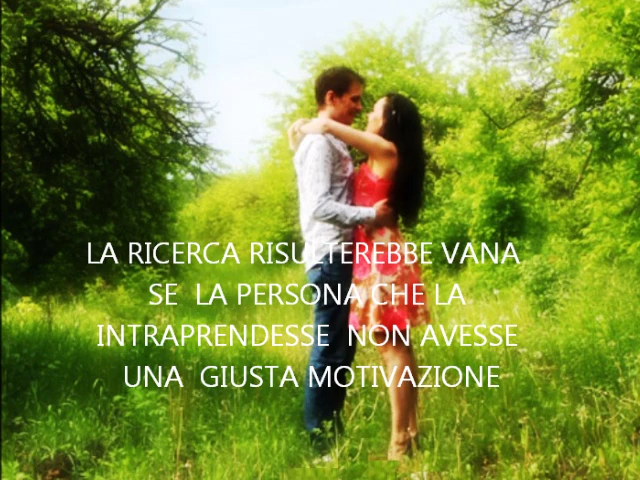 LA RICERCA RISULTEREBBE VANA
SE LA PERSONA CHE LA
INTRAPRENDESSE NON AVESSE
UNA GIUSTA MOTIVAZIONE